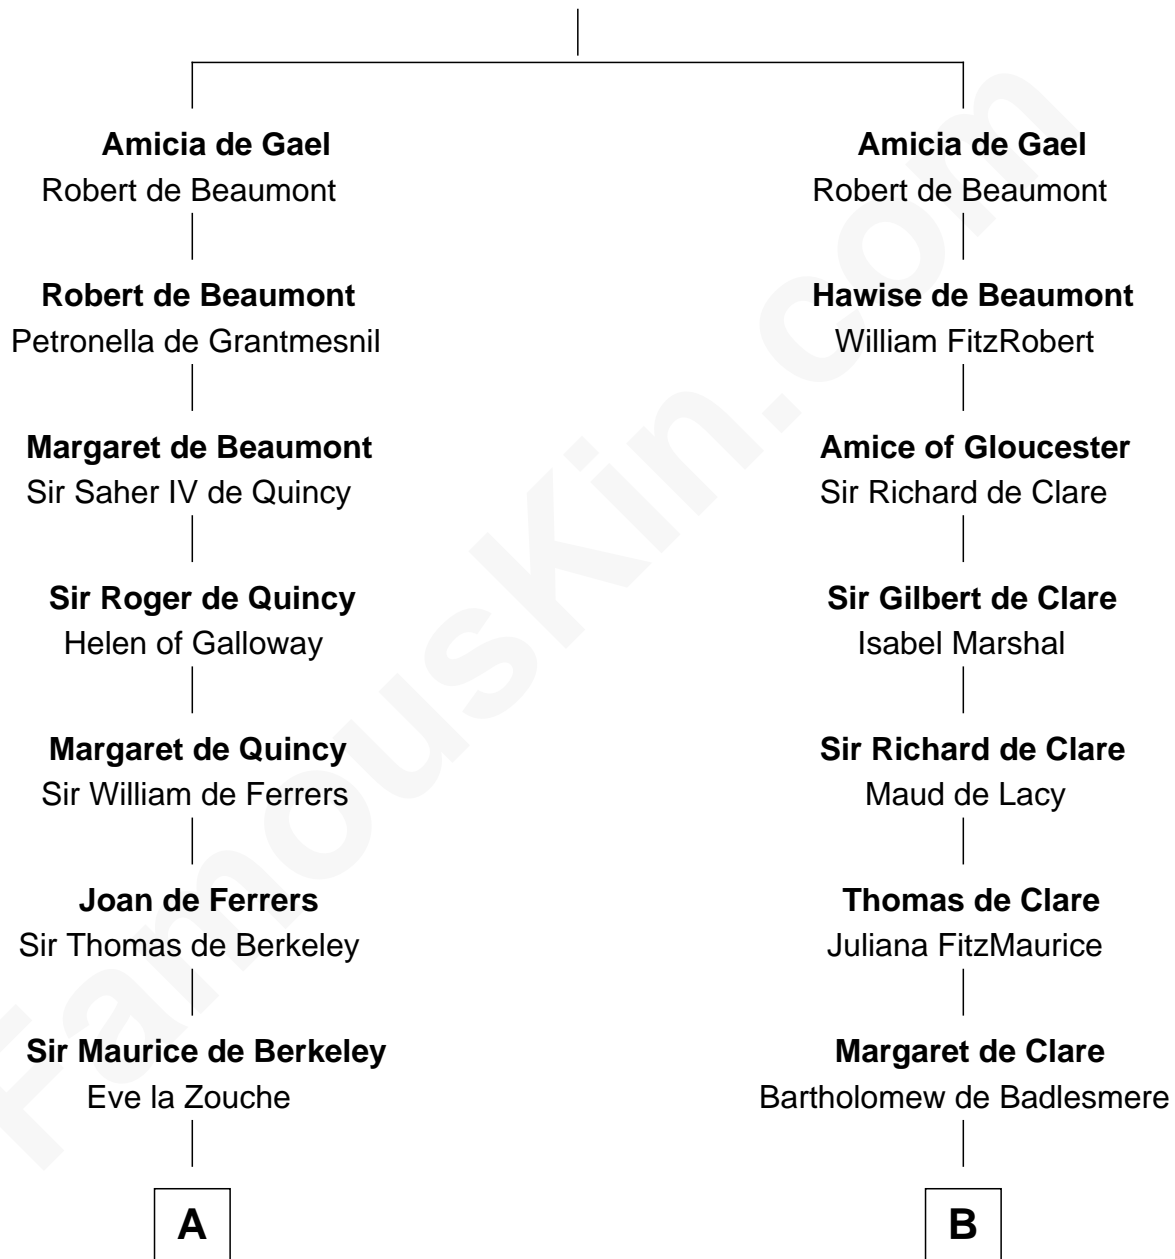 Amicia de Gael
Robert de Beaumont
Robert de Beaumont
Petronella de Grantmesnil
Margaret de Beaumont
Sir Saher IV de Quincy
Sir Roger de Quincy
Helen of Galloway
Margaret de Quincy
Sir William de Ferrers
Joan de Ferrers
Sir Thomas de Berkeley
Sir Maurice de Berkeley
Eve la Zouche
A
Amicia de Gael
Robert de Beaumont
Hawise de Beaumont
William FitzRobert
Amice of Gloucester
Sir Richard de Clare
Sir Gilbert de Clare
Isabel Marshal
Sir Richard de Clare
Maud de Lacy
Thomas de Clare
Juliana FitzMaurice
Margaret de Clare
Bartholomew de Badlesmere
B
FamousKin.com